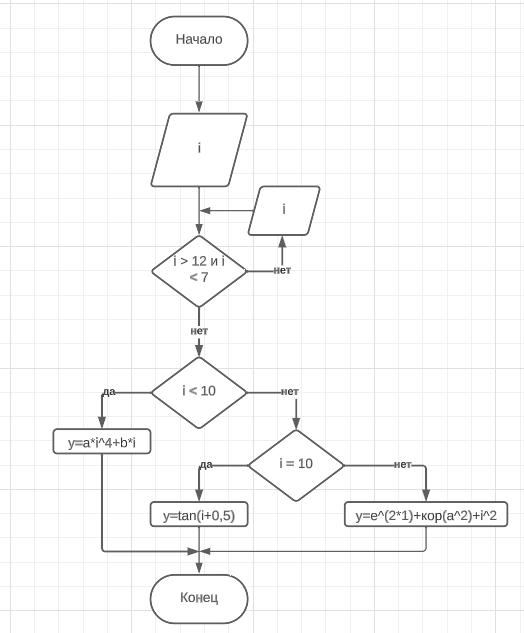 Начало
i
i
i > 12 и i
< 7
нет
нет
i < 10
да
нет
y=a*i^4+b*i
i = 10
да
нет
y=tan(i+0,5)
y=e^(2*1)+кор(a^2)+i^2
Конец